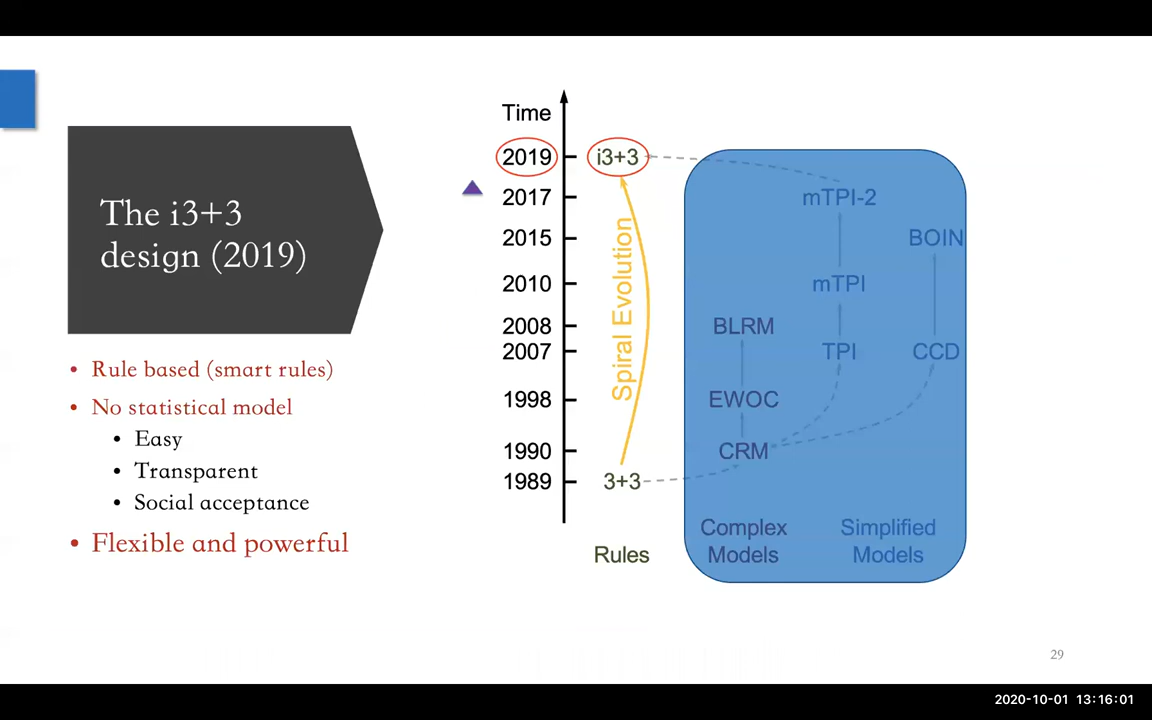 The i3+3
design (2019)
• Rule based (smart rules)
• No statistical model
• Easy
• Transparent
• Social acceptance
• Flexible and powerful
Time
2019 i3+3
2017 mTPI-2
2015 BOIN
2010 mTPI
2008 BLRM
2007 TPI CCD
1998 EWOC
1990 CRM
1989 3+3
Spiral Evolution
Rules
Complex
Models
Simplified
Models
29
2020-10-01 13:16:01